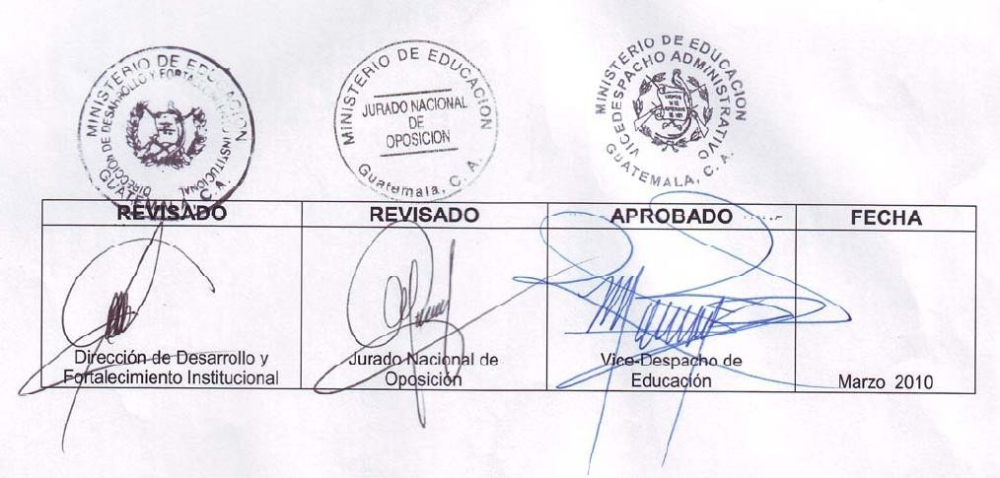 MINISTERIO DE EDUCACION
DIRECCIÓN DE DESARROLLO Y FORTALECIMIENTO INSTITUCIONAL
GUATEMALA, C. A.
MINISTERIO DE EDUCACION
JURADO NACIONAL
DE
OPOSICION
Guatemala, C. A.
MINISTERIO DE EDUCACION
VICEDESPACHO ADMINISTRATIVO
GUATEMALA, C. A.
REVISADO
REVISADO
APROBADO
FECHA
Dirección de Desarrollo y
Fortalecimiento Institucional
Jurado Nacional de
Oposición
Vice-Despacho de
Educación
Marzo 2010